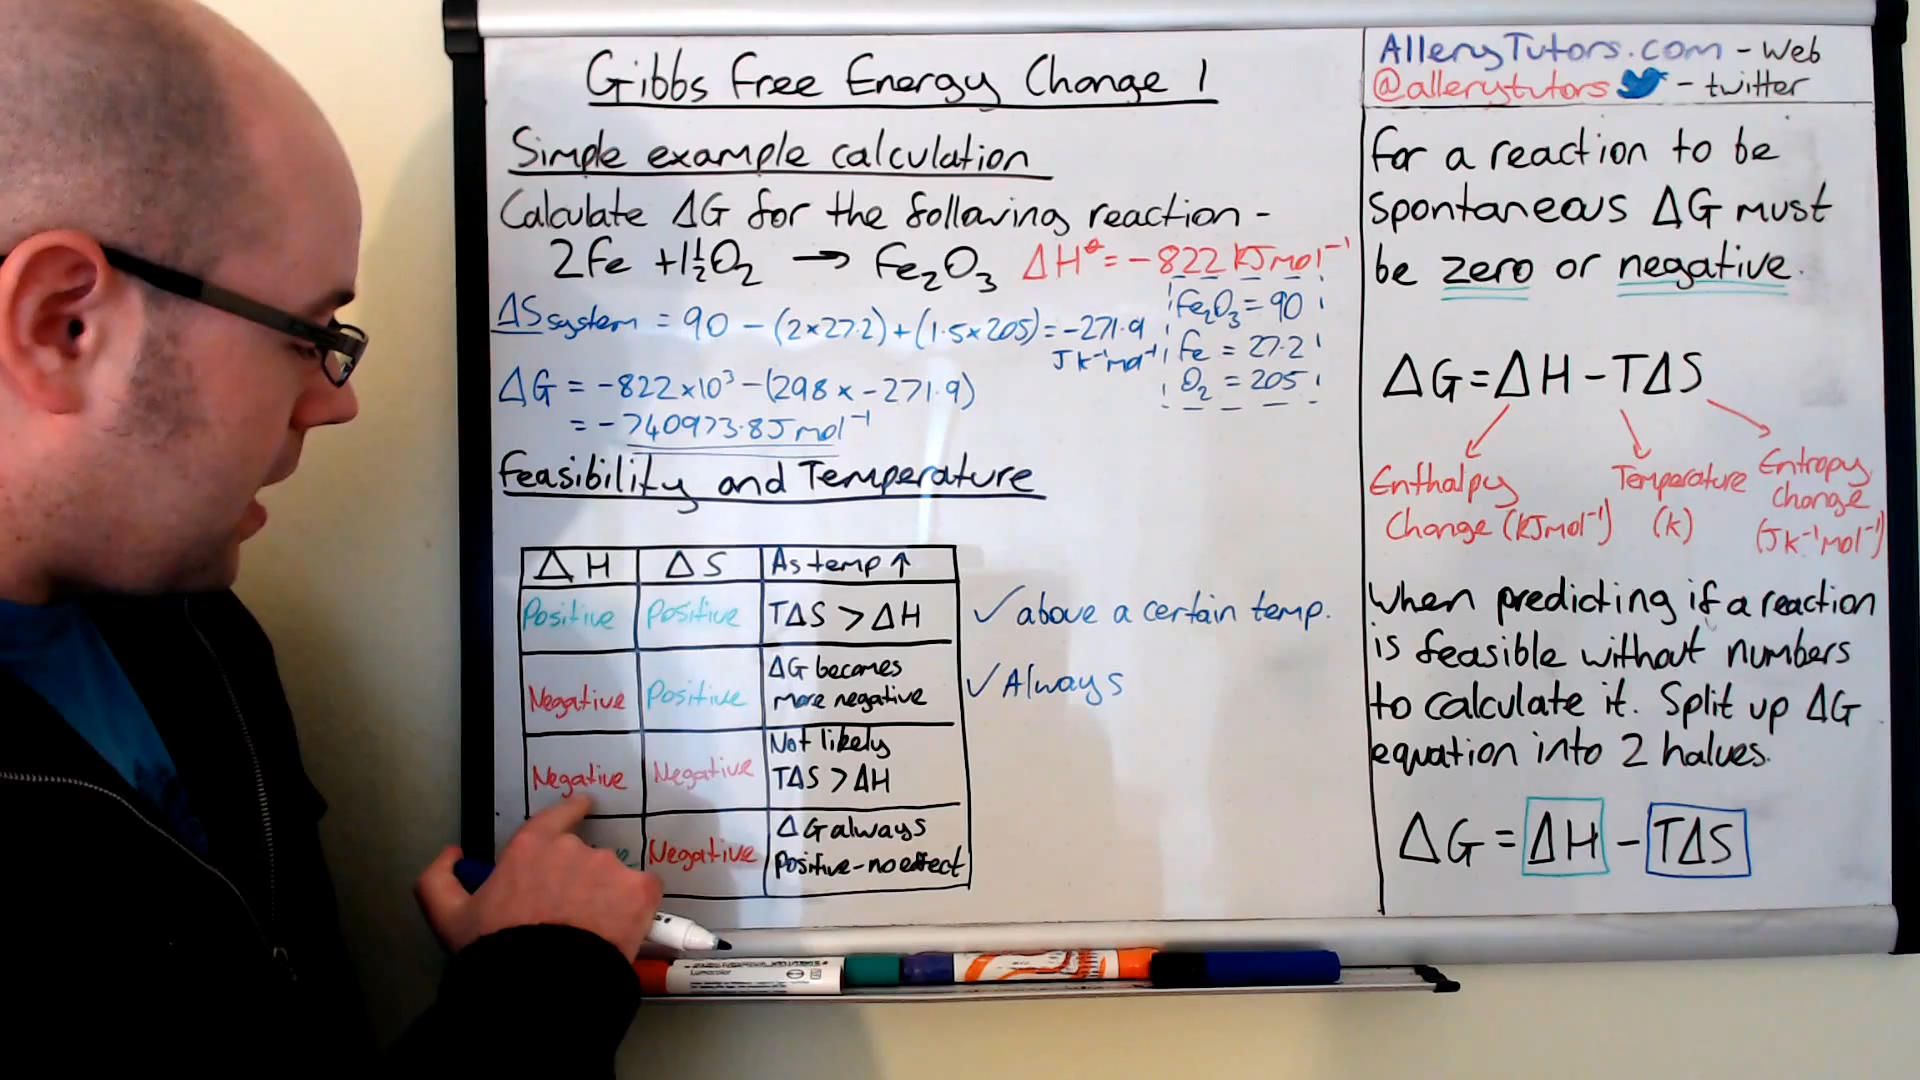 Gibbs Free Energy Change 1
Simple example calculation
Calculate ΔG for the following reaction -
2Fe + 1½O₂ → Fe₂O₃ ΔH° = -822 kJmol⁻¹
ΔSsystem = 90 - (2×27.2) + (1.5×205) = -271.9
JK⁻¹mol⁻¹
Fe₂O₃ = 90
Fe = 27.2
O₂ = 205
ΔG = -822×10³ - (298 × -271.9)
= -740973.8Jmol⁻¹
Feasibility and Temperature
ΔH ΔS As temp ↑
Positive Positive TΔS > ΔH ✓ above a certain temp.
Negative Positive ΔG becomes
more negative ✓ Always
Negative Negative Not likely
TΔS > ΔH
Negative ΔG always
Positive - no effect
AlleryTutors.com - Web
@allerytutors - twitter
For a reaction to be
spontaneous ΔG must
be zero or negative.
ΔG = ΔH - TΔS
Enthalpy
Change (kJmol⁻¹)
Temperature
(K)
Entropy
Change
(JK⁻¹mol⁻¹)
When predicting if a reaction
is feasible without numbers
to calculate it. Split up ΔG
equation into 2 halves.
ΔG = ΔH - TΔS
Lumocolor